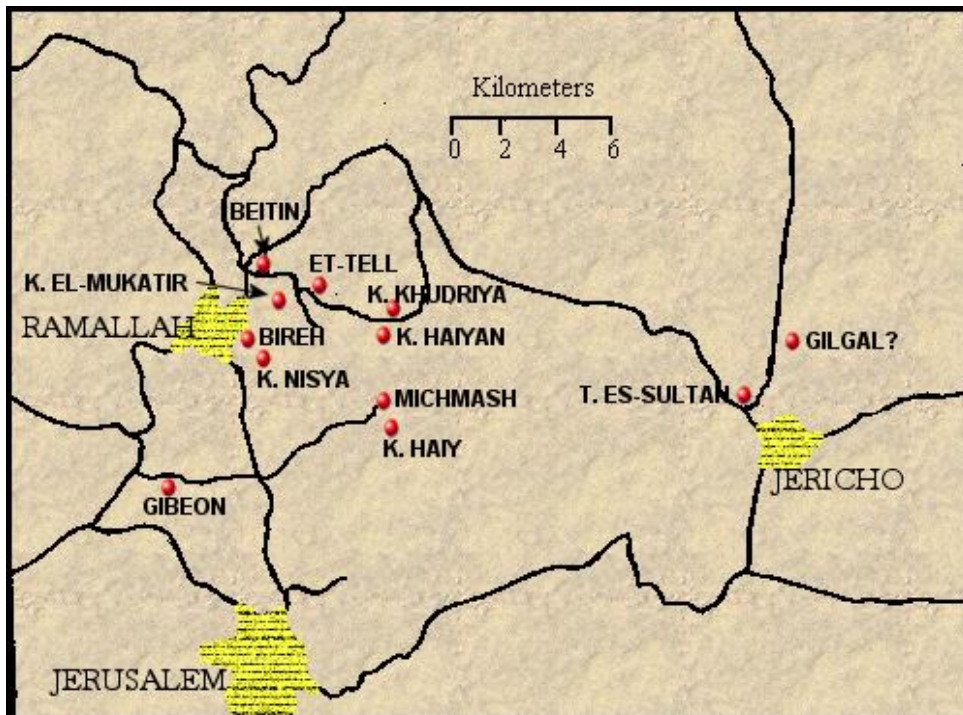 Kilometers
0 2 4 6
BEITIN
ET-TELL
K. EL-MUKATIR
K. KHUDRIYA
RAMALLAH
BIREH
K. HAIYAN
GILGAL?
K. NISYA
T. ES-SULTAN
MICHMASH
K. HAIY
JERICHO
GIBEON
JERUSALEM